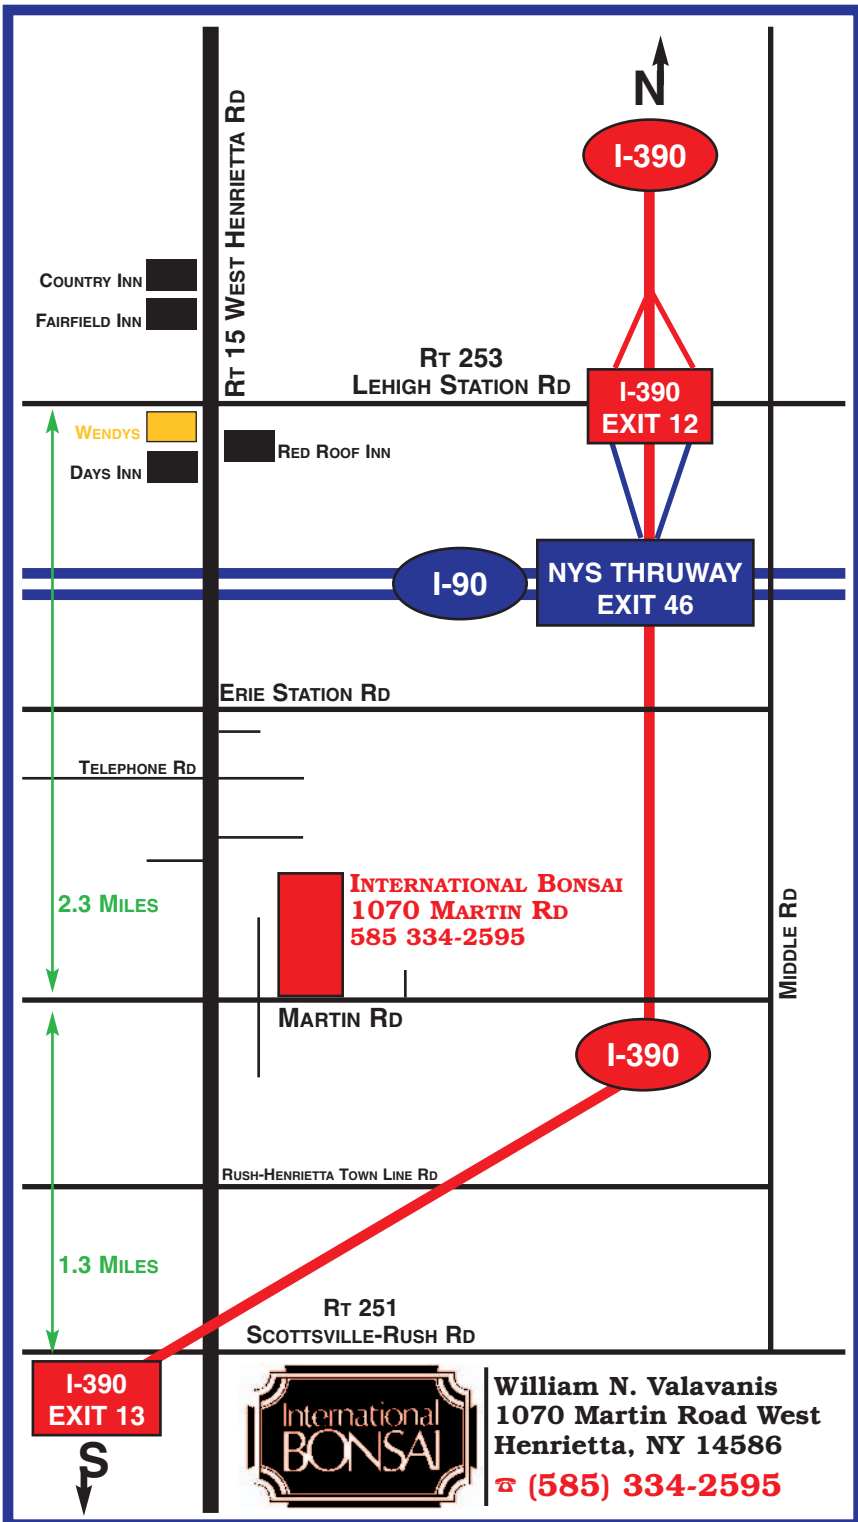 N
I-390
RT 15 WEST HENRIETTA RD
COUNTRY INN
FAIRFIELD INN
RT 253
LEHIGH STATION RD
I-390
EXIT 12
WENDYS
RED ROOF INN
DAYS INN
I-90
NYS THRUWAY
EXIT 46
ERIE STATION RD
TELEPHONE RD
2.3 MILES
INTERNATIONAL BONSAI
1070 MARTIN RD
585 334-2595
MIDDLE RD
MARTIN RD
I-390
RUSH-HENRIETTA TOWN LINE RD
1.3 MILES
RT 251
SCOTTSVILLE-RUSH RD
I-390
EXIT 13
S
International
BONSAI
William N. Valavanis
1070 Martin Road West
Henrietta, NY 14586
☎ (585) 334-2595